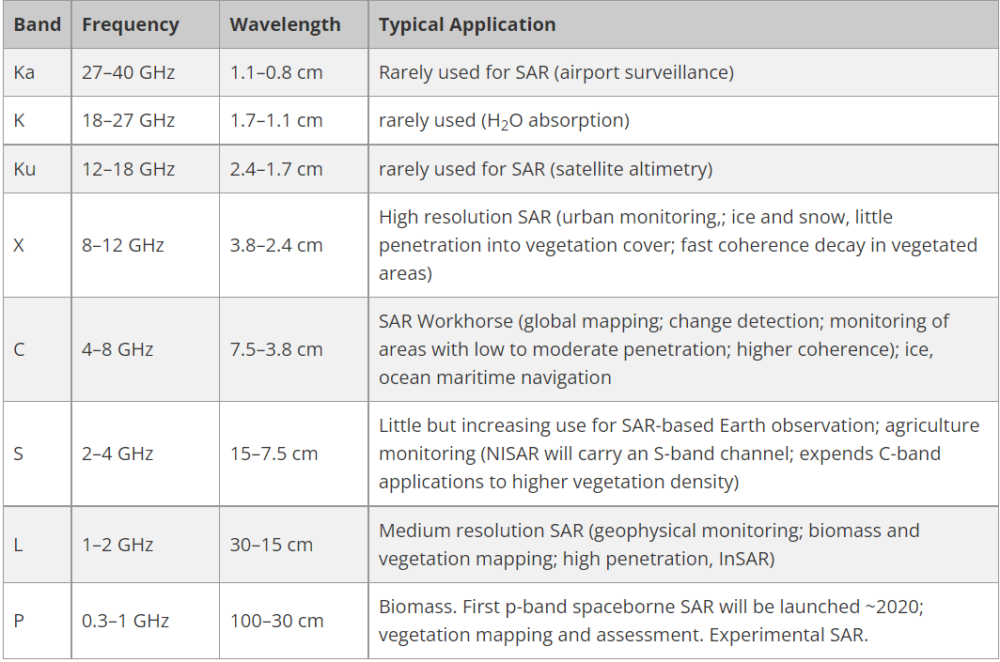 Band Frequency Wavelength Typical Application
Ka 27–40 GHz 1.1–0.8 cm Rarely used for SAR (airport surveillance)
K 18–27 GHz 1.7–1.1 cm rarely used (H₂O absorption)
Ku 12–18 GHz 2.4–1.7 cm rarely used for SAR (satellite altimetry)
X 8–12 GHz 3.8–2.4 cm High resolution SAR (urban monitoring,; ice and snow, little
penetration into vegetation cover; fast coherence decay in vegetated
areas)
C 4–8 GHz 7.5–3.8 cm SAR Workhorse (global mapping; change detection; monitoring of
areas with low to moderate penetration; higher coherence); ice,
ocean maritime navigation
S 2–4 GHz 15–7.5 cm Little but increasing use for SAR-based Earth observation; agriculture
monitoring (NISAR will carry an S-band channel; expends C-band
applications to higher vegetation density)
L 1–2 GHz 30–15 cm Medium resolution SAR (geophysical monitoring; biomass and
vegetation mapping; high penetration, InSAR)
P 0.3–1 GHz 100–30 cm Biomass. First p-band spaceborne SAR will be launched ~2020;
vegetation mapping and assessment. Experimental SAR.